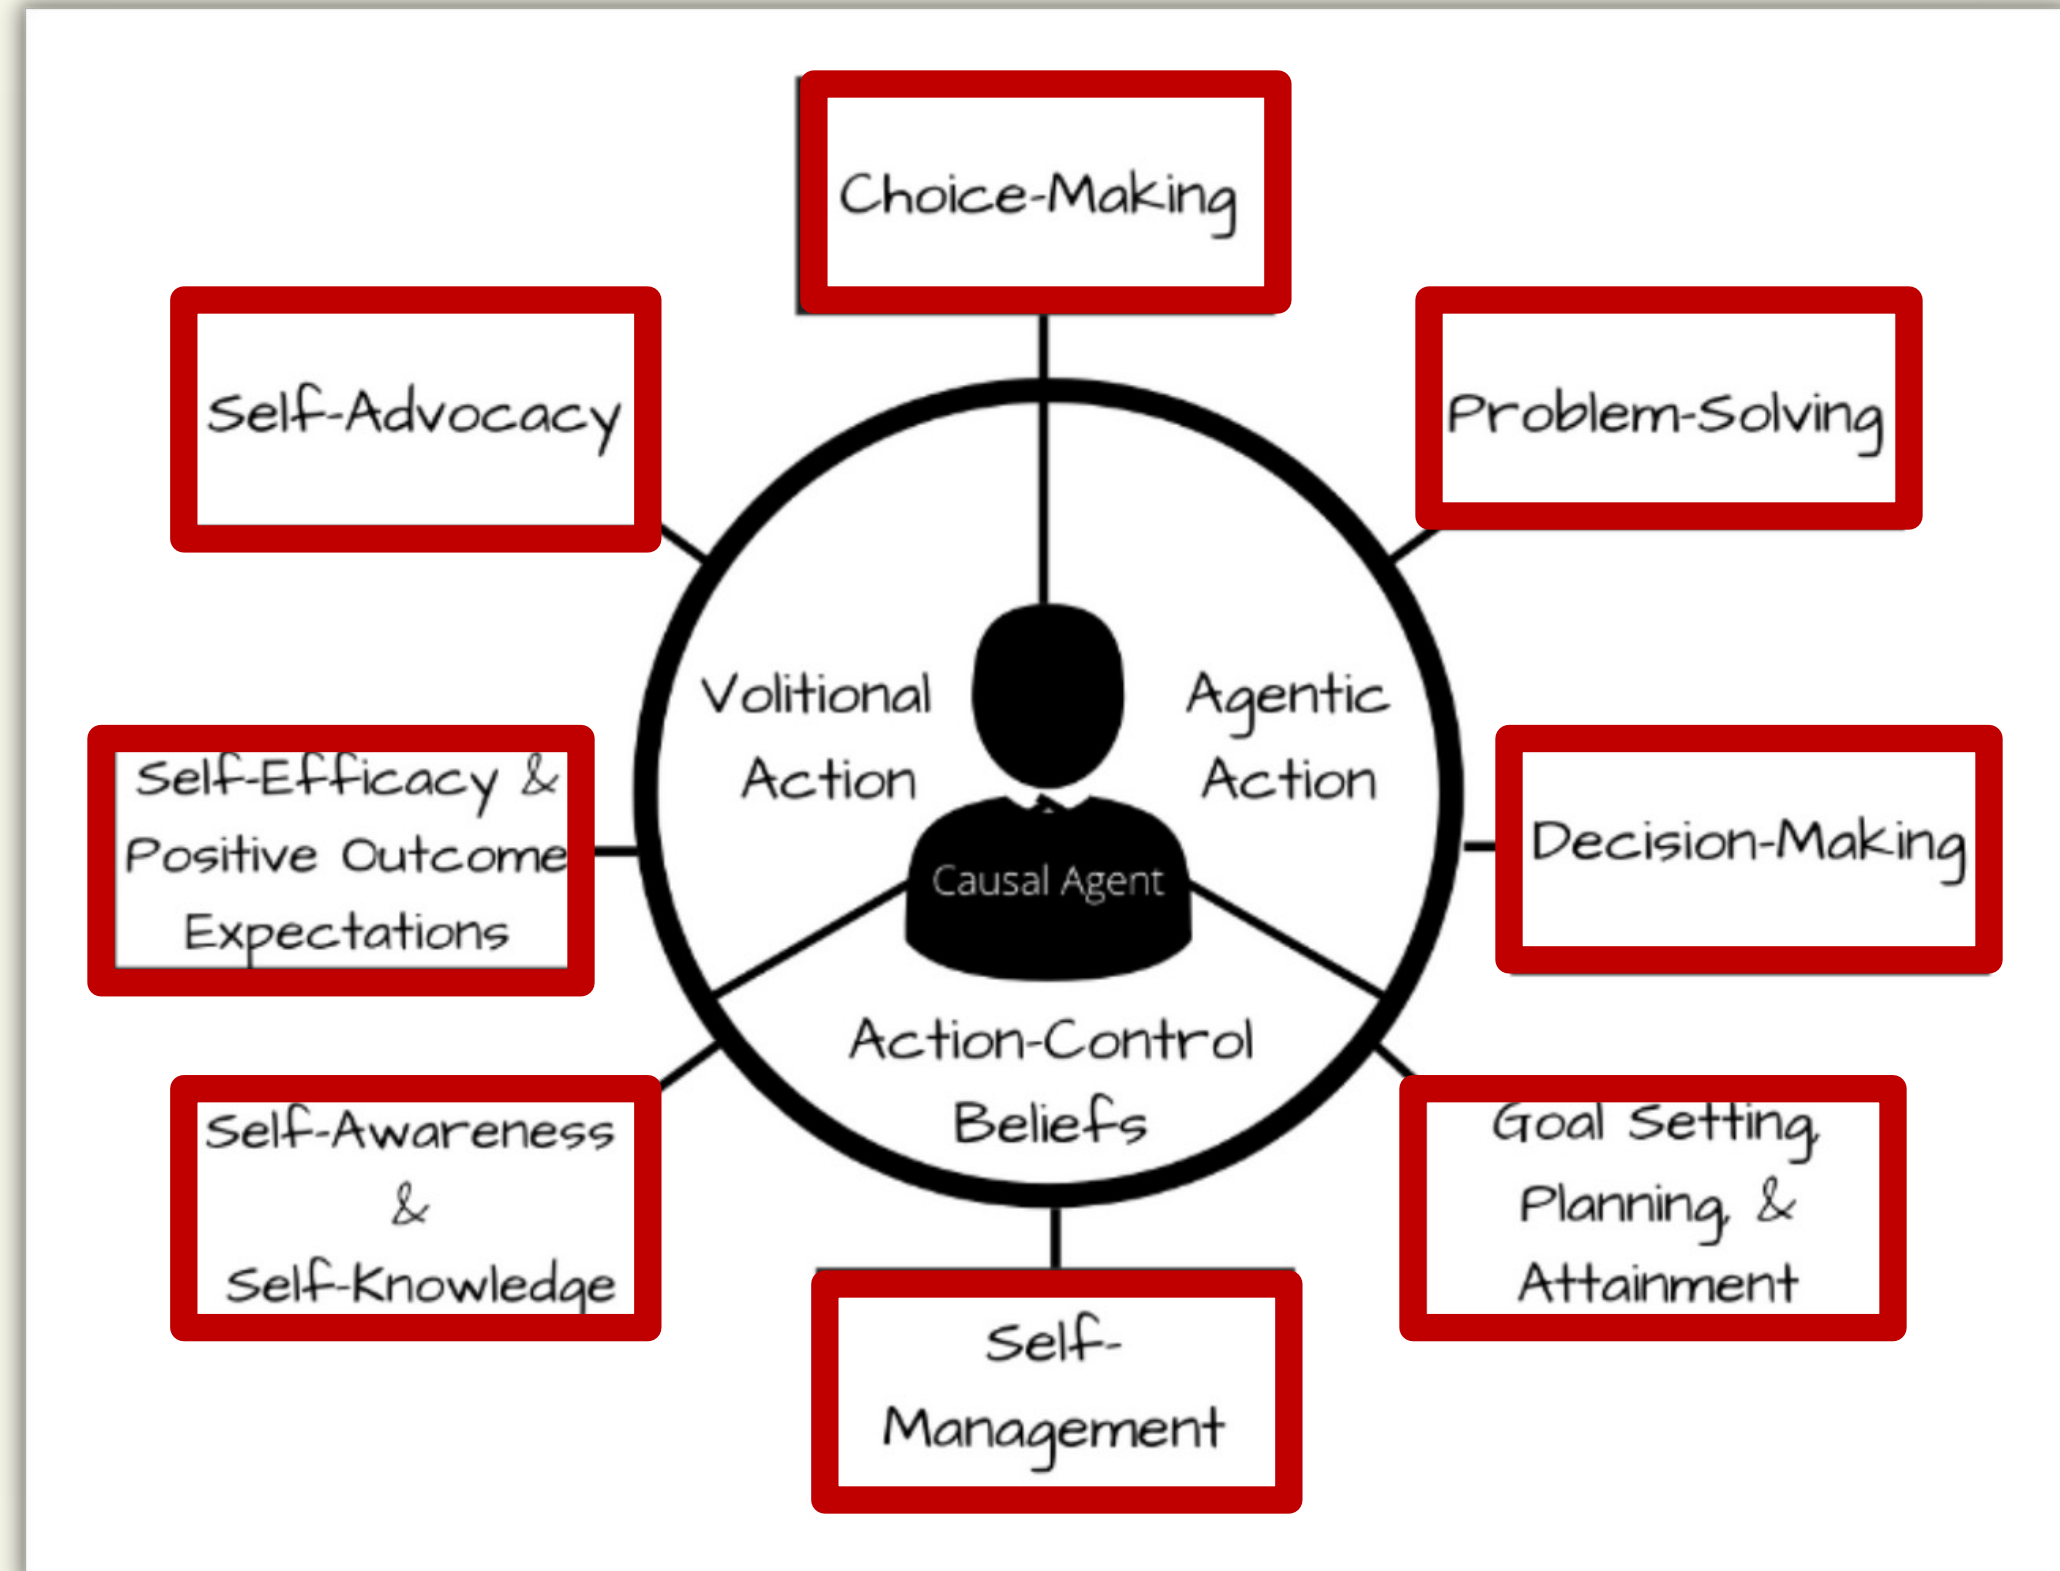 Choice-Making
Self-Advocacy
Problem-Solving
Volitional
Action
Agentic
Action
Self-Efficacy &
Positive Outcome
Expectations
Causal Agent
Decision-Making
Action-Control
Beliefs
Self-Awareness
&
Self-Knowledge
Goal Setting,
Planning, &
Attainment
Self-
Management